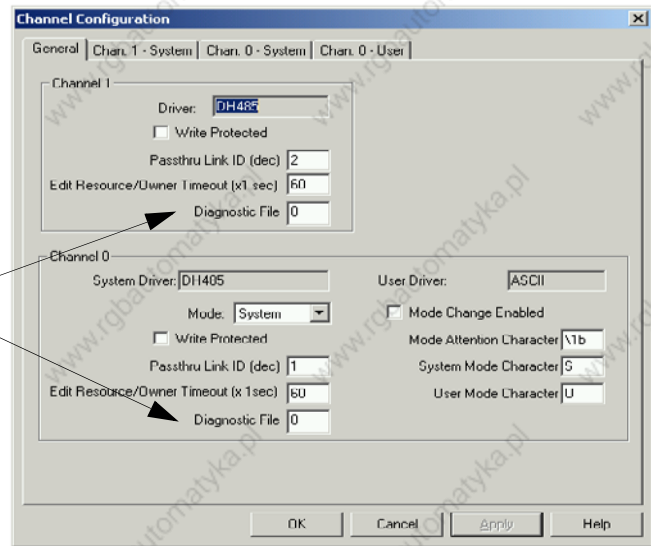 Channel Configuration
General
Chan. 1 - System
Chan. 0 - System
Chan. 0 - User
Channel 1
Driver: DH485
Write Protected
Passthru Link ID (dec) 2
Edit Resource/Owner Timeout (x1 sec) 60
Diagnostic File 0
Channel 0
System Driver: DH485
User Driver: ASCII
Mode: System
Mode Change Enabled
Write Protected
Mode Attention Character \1b
Passthru Link ID (dec) 1
System Mode Character S
Edit Resource/Owner Timeout (x 1sec) 60
User Mode Character U
Diagnostic File 0
OK
Cancel
Apply
Help
www.rgbautomatyka.pl